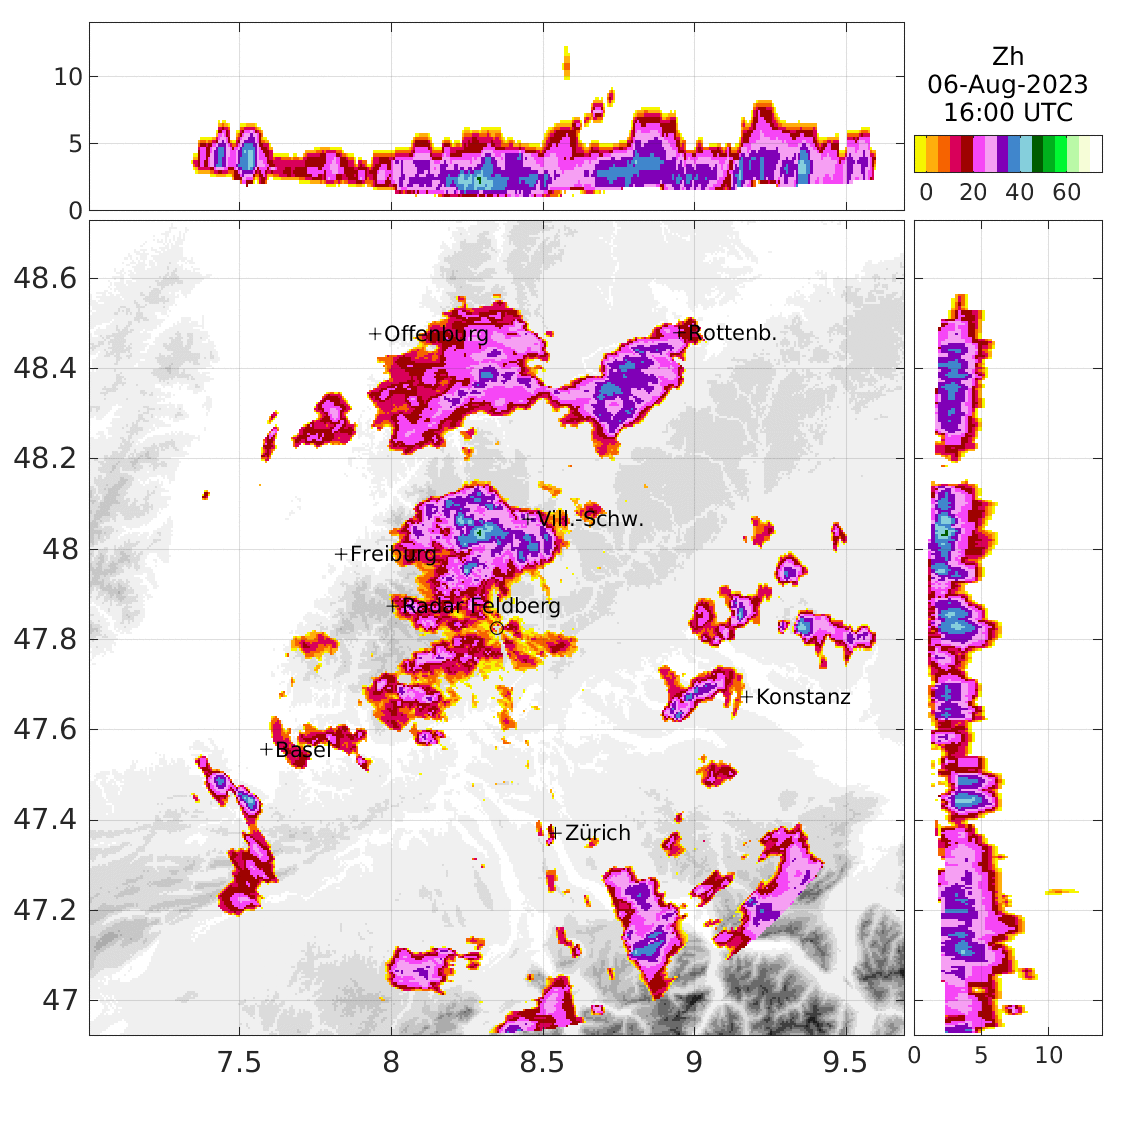 10
5
0
Zh
06-Aug-2023
16:00 UTC
0 20 40 60
48.6
48.4
48.2
48
47.8
47.6
47.4
47.2
47
+Offenburg
+Rottenb.
+Vill.-Schw.
+Freiburg
+Radar Feldberg
+Konstanz
+Basel
+Zürich
7.5 8 8.5 9 9.5
0 5 10